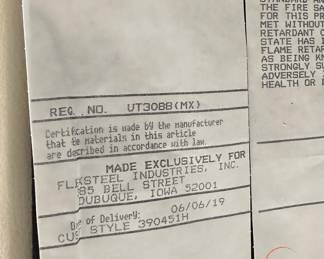 REG. NO. UT3088(MX)
Certification is made by the manufacturer
that the materials in this article
are described in accordance with law.
MADE EXCLUSIVELY FOR
FLEXSTEEL INDUSTRIES, INC.
385 BELL STREET
DUBUQUE, IOWA 52001
of Delivery: 06/06/19
STYLE 390451H
THE FIRE SA
FOR THIS PR
MET WITHOUT
RETARDANT C
STATE HAS
FLAME RETAR
AS BEING KN
STRONGLY SU
ADVERSELY
HEALTH OR